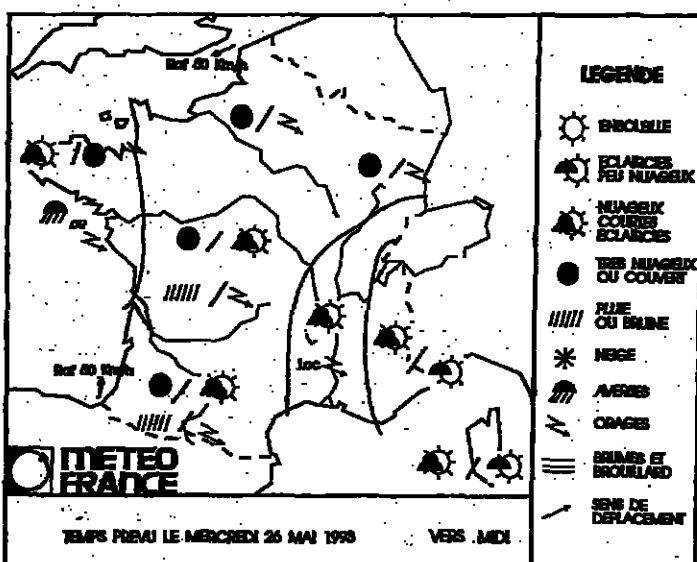 Raf 80 Km/h
Loc
Raf 80 Km/h
METEO
FRANCE
LEGENDE
ENSOLEILLE
ECLAIRCIES
PEU NUAGEUX
NUAGEUX
COURTES
ECLAIRCIES
TRES NUAGEUX
OU COUVERT
PLUIE
OU BRUINE
NEIGE
AVERSES
ORAGES
BRUMES ET
BROUILLARD
SENS DE
DEPLACEMENT
TEMPS PREVU LE MERCREDI 26 MAI 1993 VERS MIDI